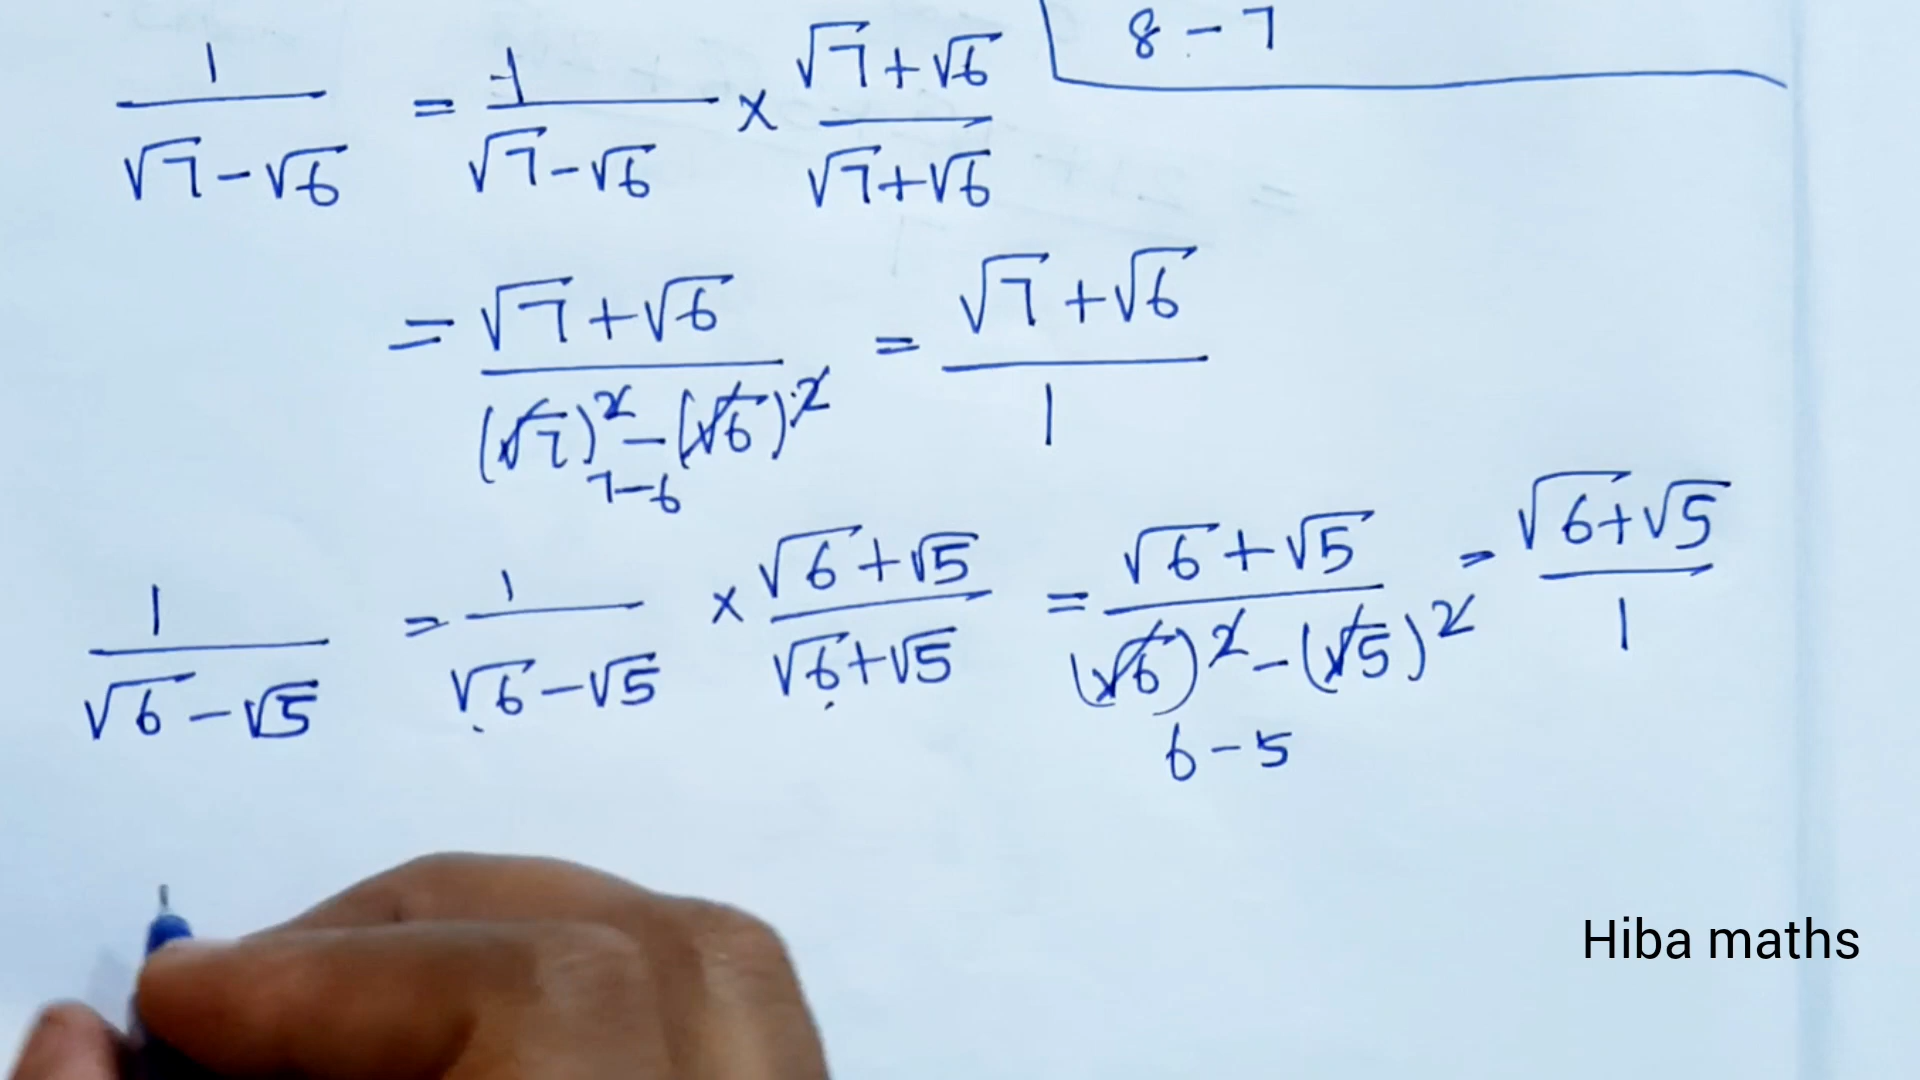 8 - 7
1/(√7 - √6) = 1/(√7 - √6) × (√7 + √6)/(√7 + √6)
= (√7 + √6)/((√7)² - (√6)²) = (√7 + √6)/1
7 - 6
1/(√6 - √5) = 1/(√6 - √5) × (√6 + √5)/(√6 + √5) = (√6 + √5)/((√6)² - (√5)²) = (√6 + √5)/1
6 - 5
Hiba maths